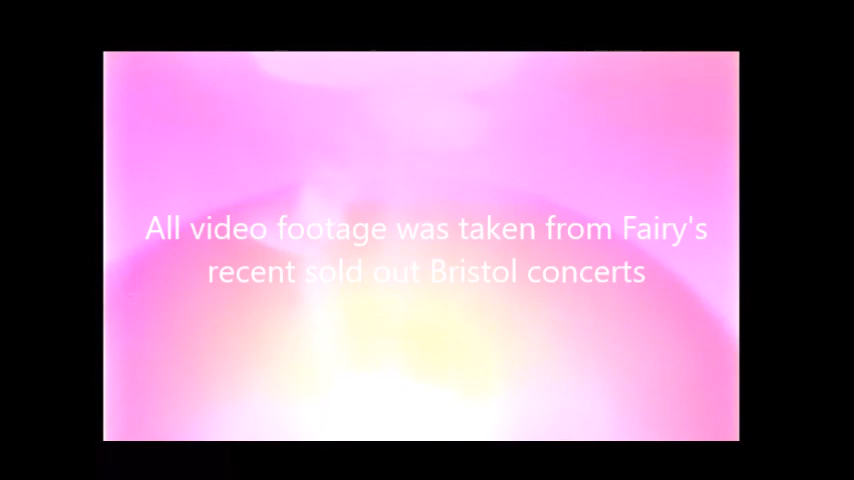 All video footage was taken from Fairy's
recent sold out Bristol concerts